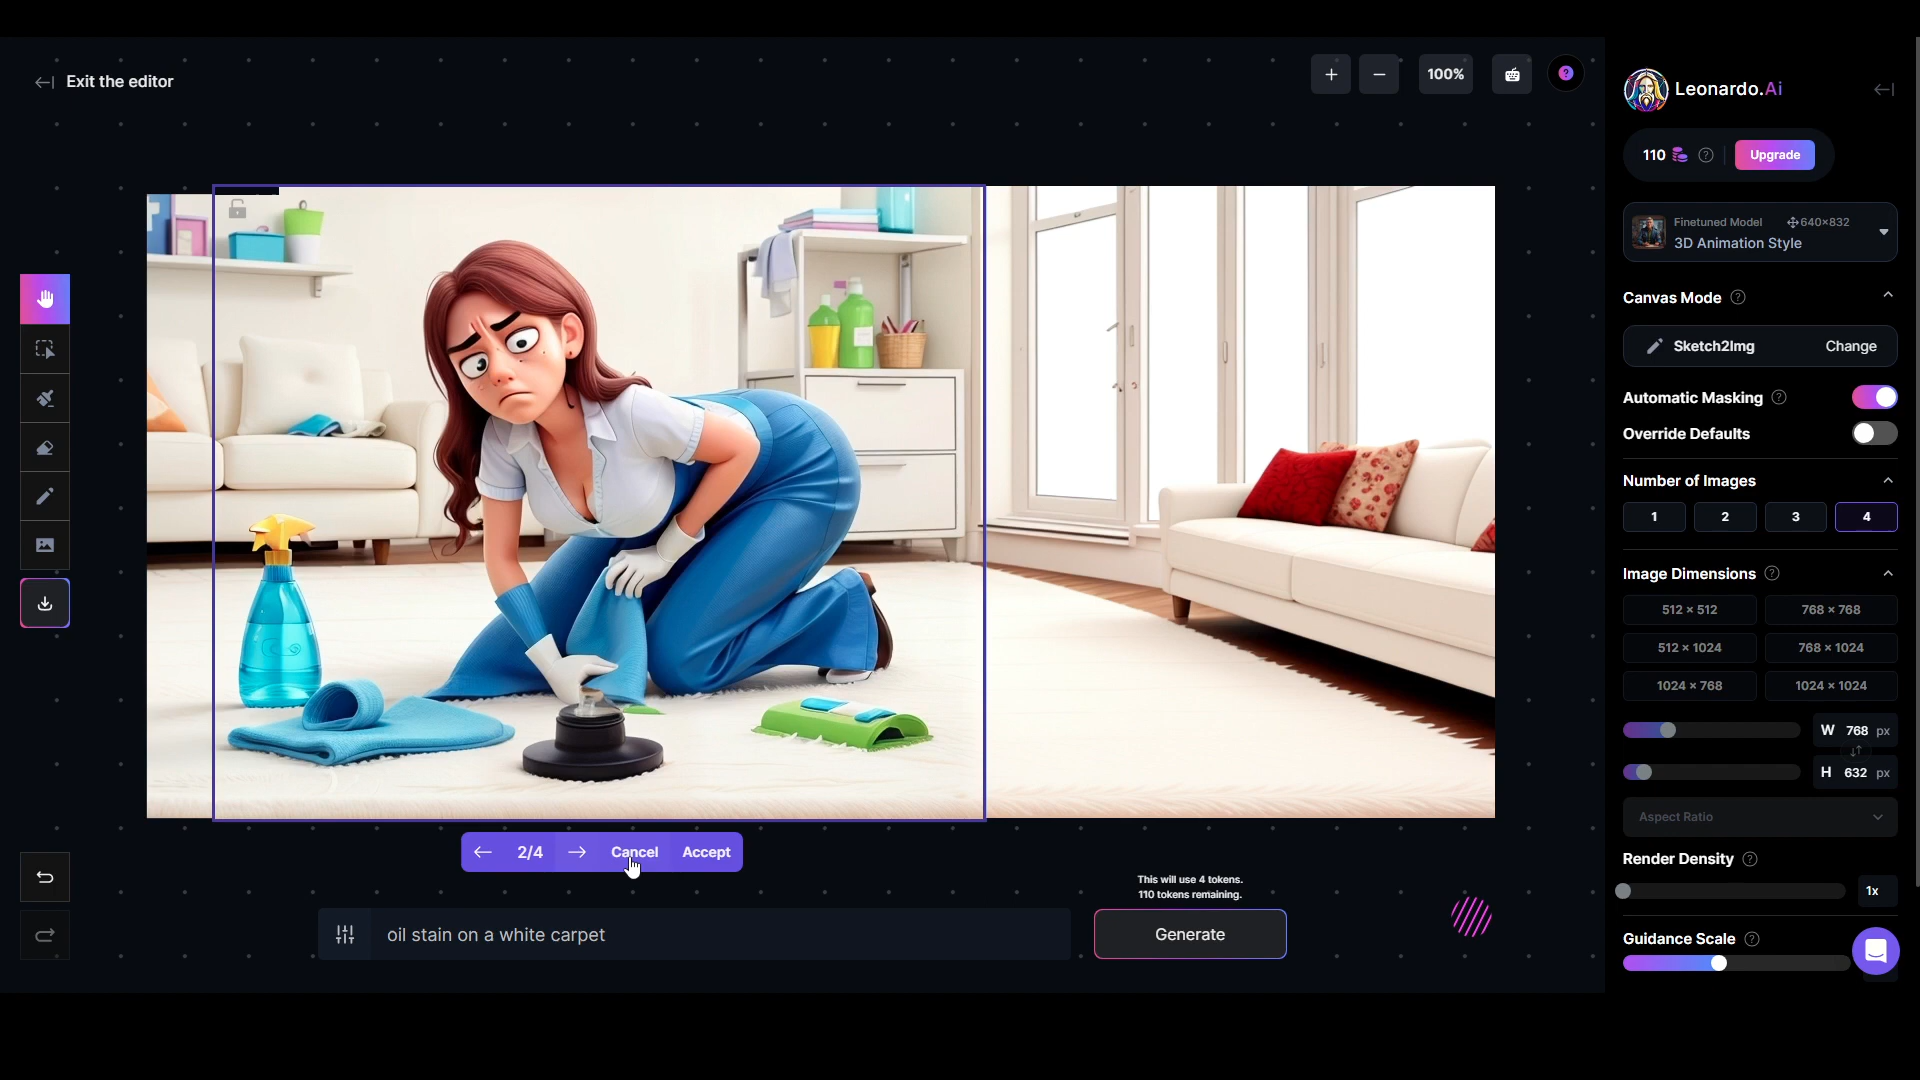 Exit the editor
100%
?
Leonardo.Ai
110
?
Upgrade
Finetuned Model 640×832
3D Animation Style
Canvas Mode ?
Sketch2Img Change
Automatic Masking ?
Override Defaults
Number of Images
1 2 3 4
Image Dimensions ?
512 × 512 768 × 768
512 × 1024 768 × 1024
1024 × 768 1024 × 1024
W 768 px
H 632 px
Aspect Ratio
Render Density ?
1x
Guidance Scale ?
2/4 Cancel Accept
This will use 4 tokens.
110 tokens remaining.
oil stain on a white carpet
Generate